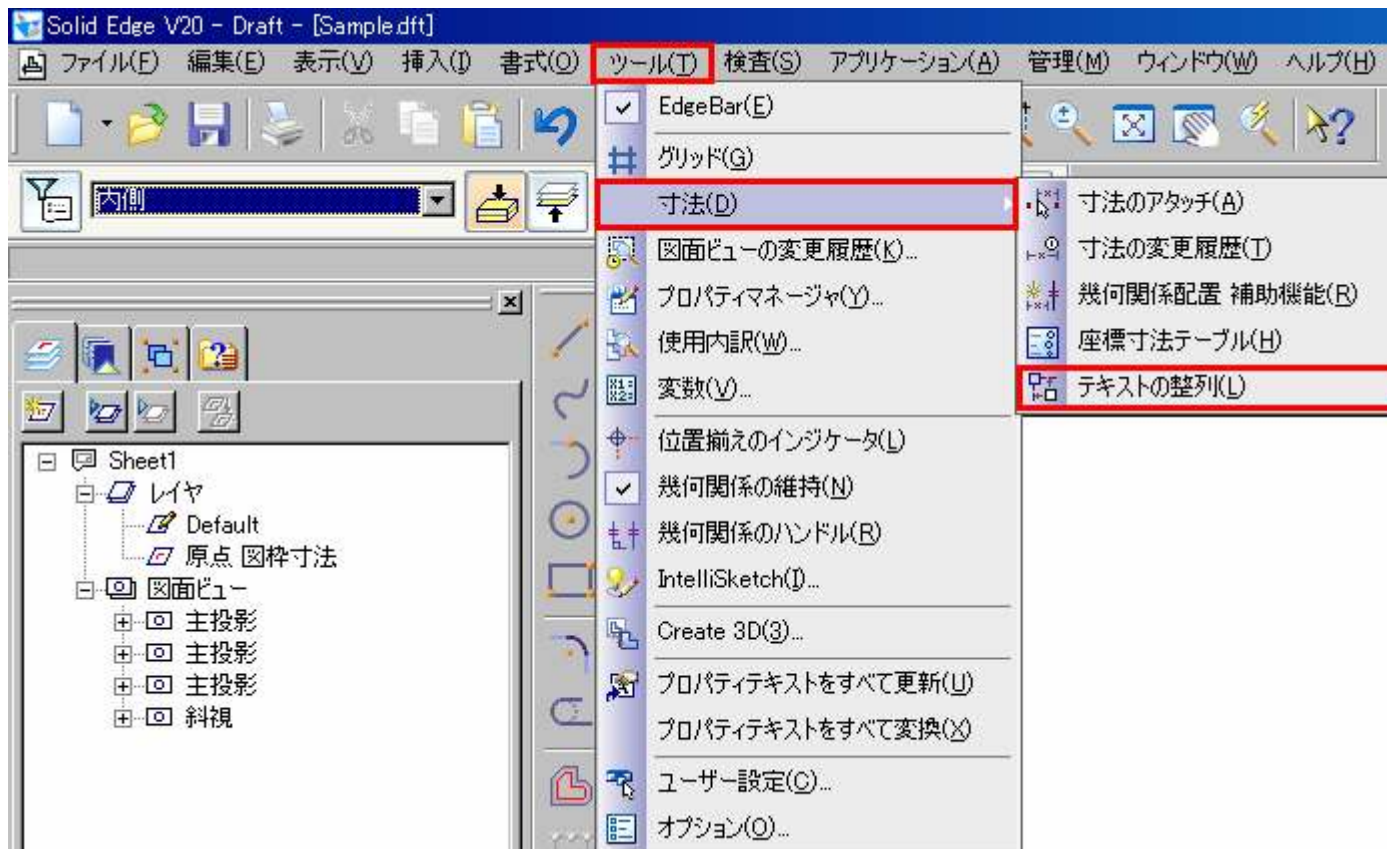 Solid Edge V20 - Draft - [Sample.dft]
ファイル(F) 編集(E) 表示(V) 挿入(I) 書式(O) ツール(T) 検査(S) アプリケーション(A) 管理(M) ウィンドウ(W) ヘルプ(H)
内側
EdgeBar(E)
グリッド(G)
寸法(D)
図面ビューの変更履歴(K)...
プロパティマネージャ(Y)...
使用内訳(W)...
変数(V)...
位置揃えのインジケータ(L)
幾何関係の維持(N)
幾何関係のハンドル(R)
IntelliSketch(I)...
Create 3D(3)...
プロパティテキストをすべて更新(U)
プロパティテキストをすべて変換(X)
ユーザー設定(C)...
オプション(O)...
寸法のアタッチ(A)
寸法の変更履歴(T)
幾何関係配置 補助機能(R)
座標寸法テーブル(H)
テキストの整列(L)
Sheet1
レイヤ
Default
原点 図枠寸法
図面ビュー
主投影
主投影
主投影
斜視